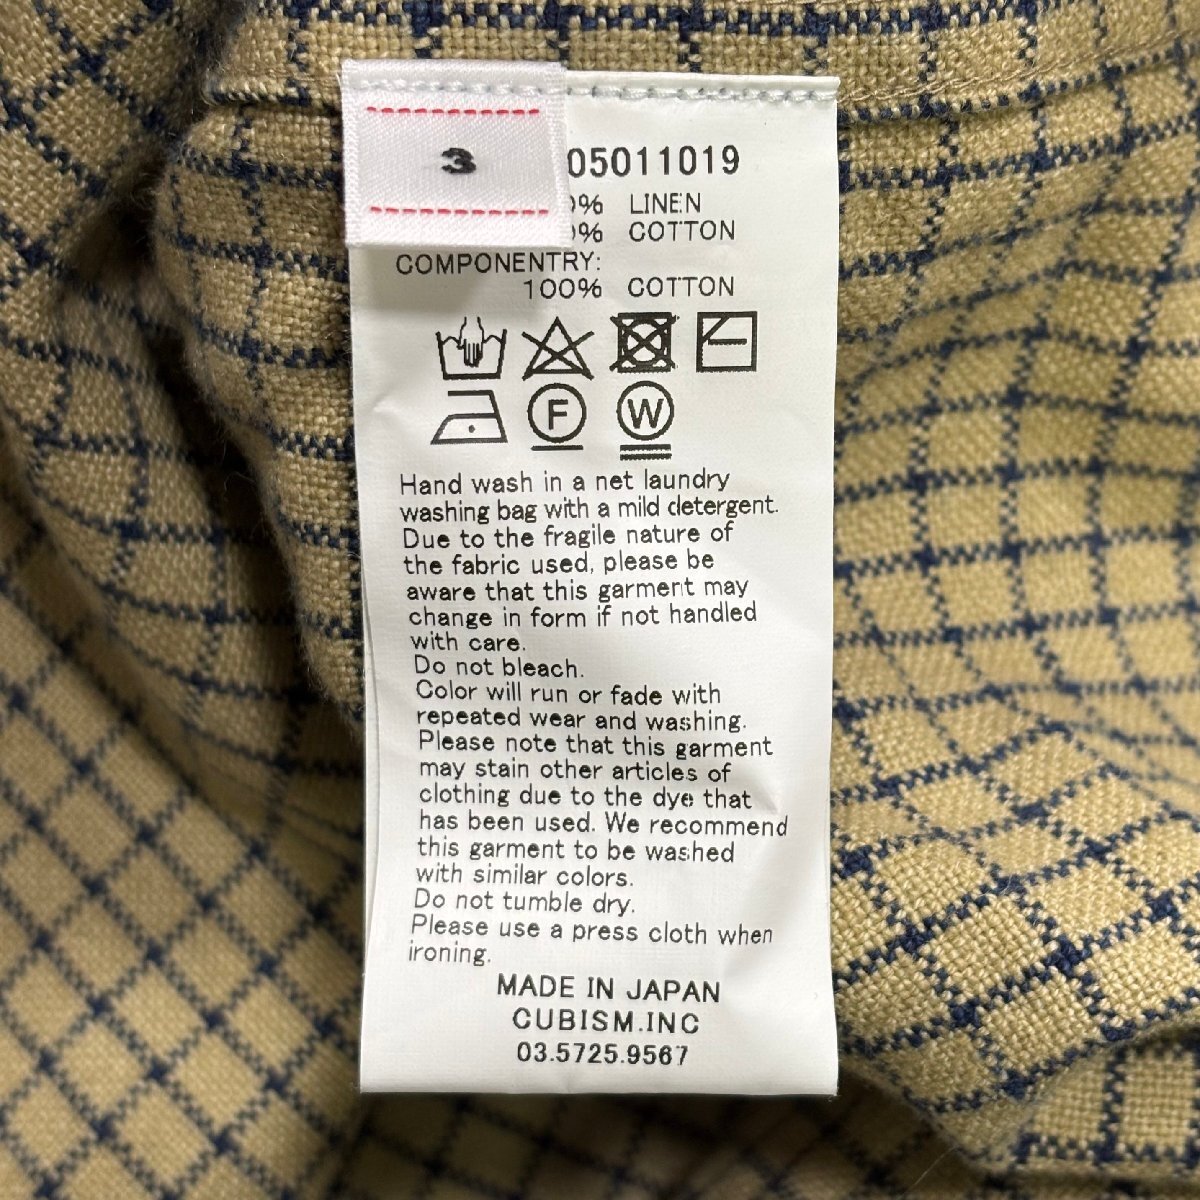 3
05011019
% LINEN
0% COTTON
COMPONENTRY:
100% COTTON
F
W
Hand wash in a net laundry
washing bag with a mild detergent.
Due to the fragile nature of
the fabric used, please be
aware that this garment may
change in form if not handled
with care.
Do not bleach.
Color will run or fade with
repeated wear and washing.
Please note that this garment
may stain other articles of
clothing due to the dye that
has been used. We recommend
this garment to be washed
with similar colors.
Do not tumble dry.
Please use a press cloth when
ironing.
MADE IN JAPAN
CUBISM.INC
03.5725.9567